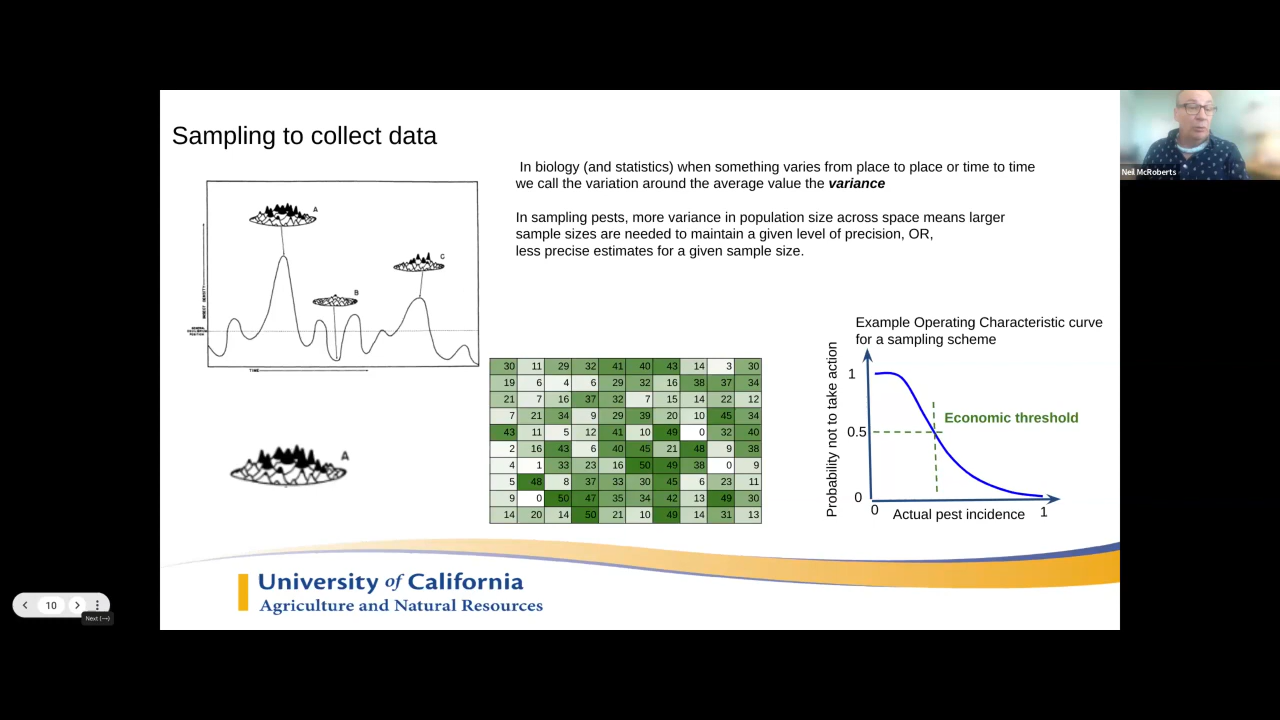 Sampling to collect data
In biology (and statistics) when something varies from place to place or time to time
we call the variation around the average value the variance
In sampling pests, more variance in population size across space means larger
sample sizes are needed to maintain a given level of precision, OR,
less precise estimates for a given sample size.
Neil McRoberts
A
B
C
INSECT DENSITY
GENERAL
EQUILIBRIUM
POSITION
TIME
A
30 11 29 32 41 40 43 14 3 30
19 6 4 6 29 32 16 38 37 34
21 7 16 37 32 7 15 14 22 12
7 21 34 9 29 39 20 10 45 34
43 11 5 12 41 10 49 0 32 40
2 16 43 6 40 45 21 48 9 38
4 1 33 23 16 50 49 38 0 9
5 48 8 37 33 30 45 6 23 11
9 0 50 47 35 34 42 13 49 30
14 20 14 50 21 10 49 14 31 13
Example Operating Characteristic curve
for a sampling scheme
Probability not to take action
1
0.5
0
Economic threshold
0
Actual pest incidence
1
University of California
Agriculture and Natural Resources
10
Next (→)